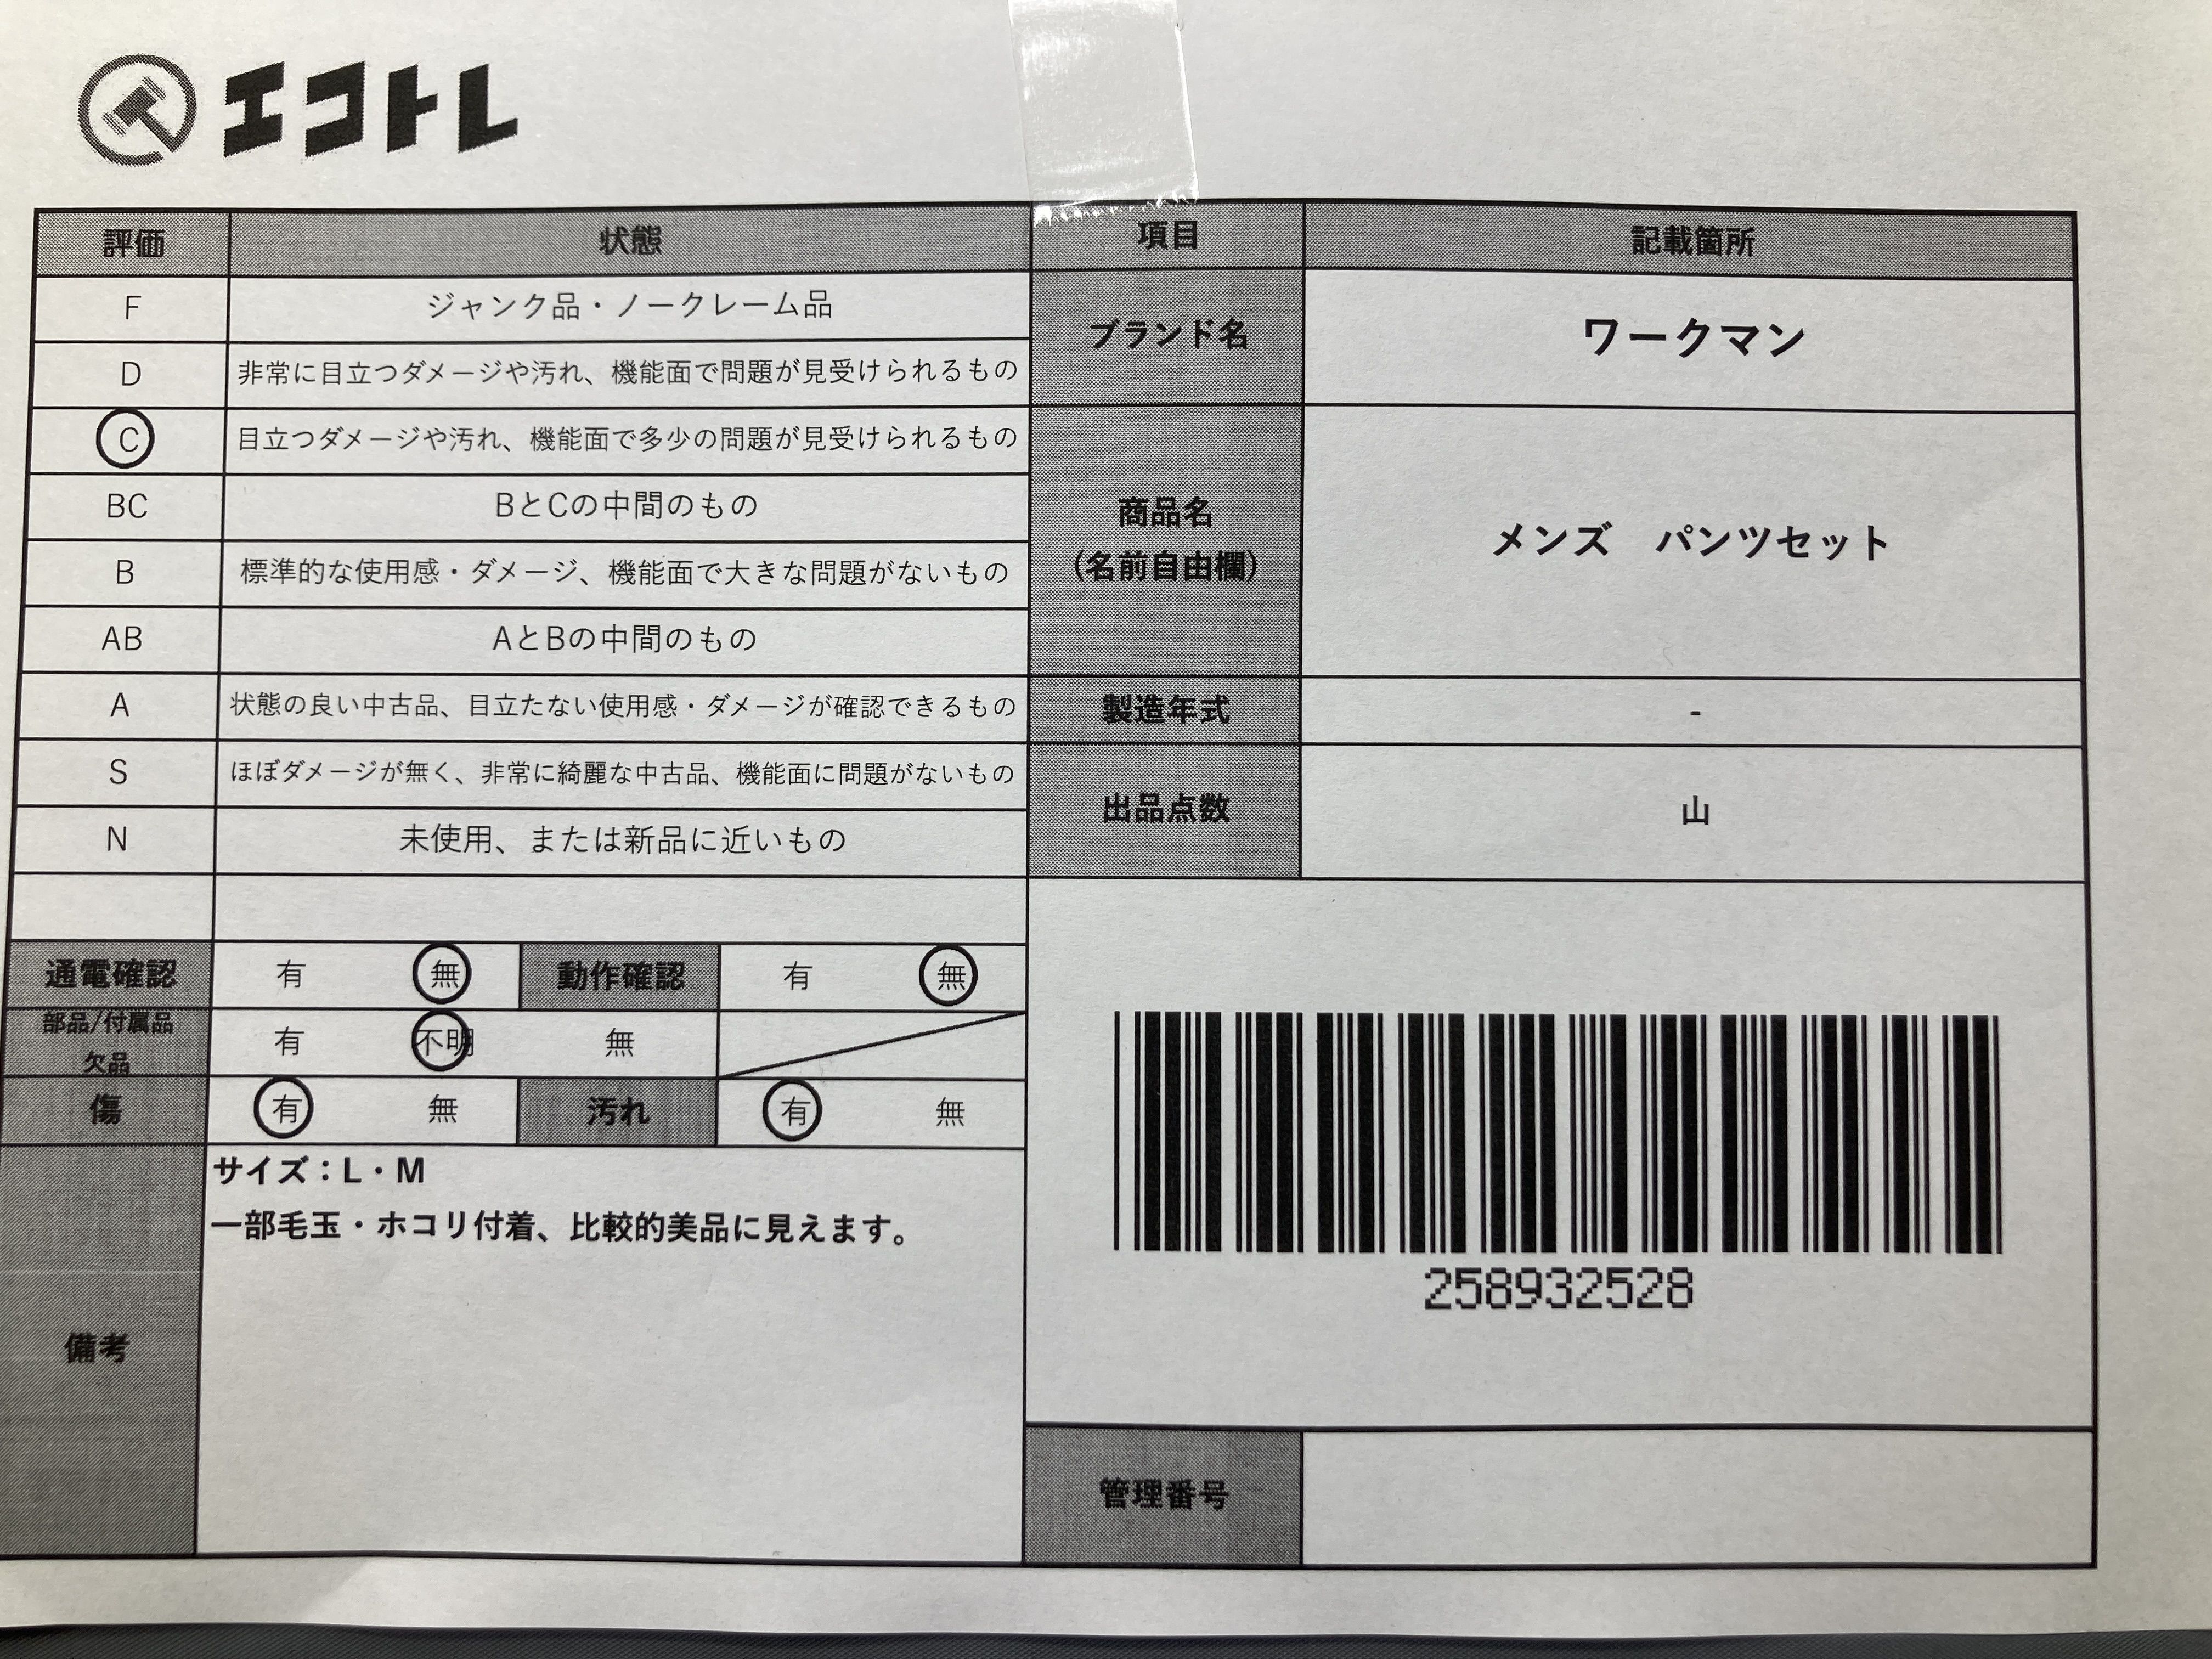 エコトレ
評価 状態 項目 記載箇所
F ジャンク品・ノークレーム品
D 非常に目立つダメージや汚れ、機能面で問題が見受けられるもの
C 目立つダメージや汚れ、機能面で多少の問題が見受けられるもの
BC BとCの中間のもの
B 標準的な使用感・ダメージ、機能面で大きな問題がないもの
AB AとBの中間のもの
A 状態の良い中古品、目立たない使用感・ダメージが確認できるもの
S ほぼダメージが無く、非常に綺麗な中古品、機能面に問題がないもの
N 未使用、または新品に近いもの
ブランド名 ワークマン
商品名
(名前自由欄)
メンズ　パンツセット
製造年式 -
出品点数 山
通電確認 有 無 動作確認 有 無
部品/付属品
欠品
有 不明 無
傷 有 無 汚れ 有 無
備考
サイズ：L・M
一部毛玉・ホコリ付着、比較的美品に見えます。
258932528
管理番号